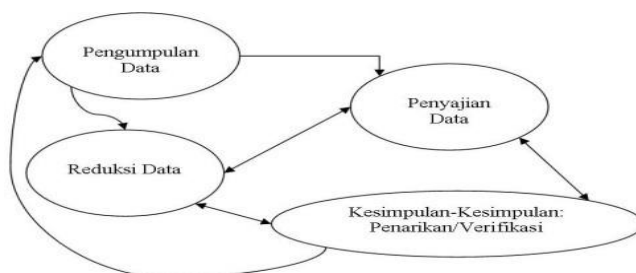 Pengumpulan
Data
Penyajian
Data
Reduksi Data
Kesimpulan-Kesimpulan:
Penarikan/Verifikasi